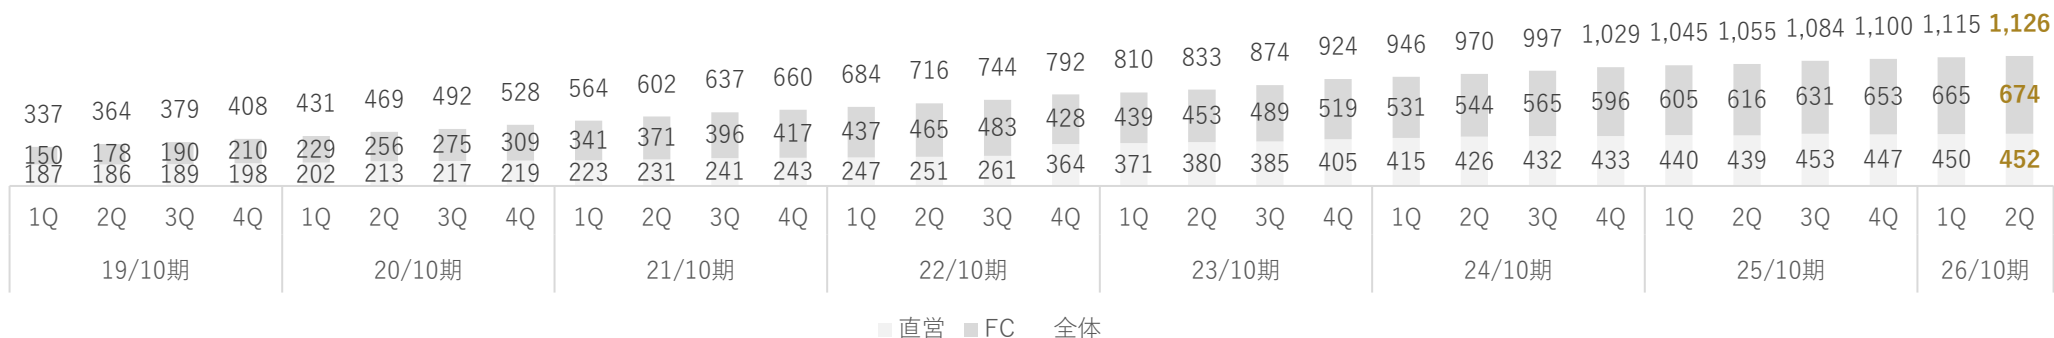 337 364 379 408 431 469 492 528 564 602 637 660 684 716 744 792 810 833 874 924 946 970 997 1,029 1,045 1,055 1,084 1,100 1,115 1,126
150 178 190 210 229 256 275 309 341 371 396 417 437 465 483 428 439 453 489 519 531 544 565 596 605 616 631 653 665 674
187 186 189 198 202 213 217 219 223 231 241 243 247 251 261 364 371 380 385 405 415 426 432 433 440 439 453 447 450 452
1Q 2Q 3Q 4Q 1Q 2Q 3Q 4Q 1Q 2Q 3Q 4Q 1Q 2Q 3Q 4Q 1Q 2Q 3Q 4Q 1Q 2Q 3Q 4Q 1Q 2Q 3Q 4Q 1Q 2Q
19/10期 20/10期 21/10期 22/10期 23/10期 24/10期 25/10期 26/10期
直営 FC 全体